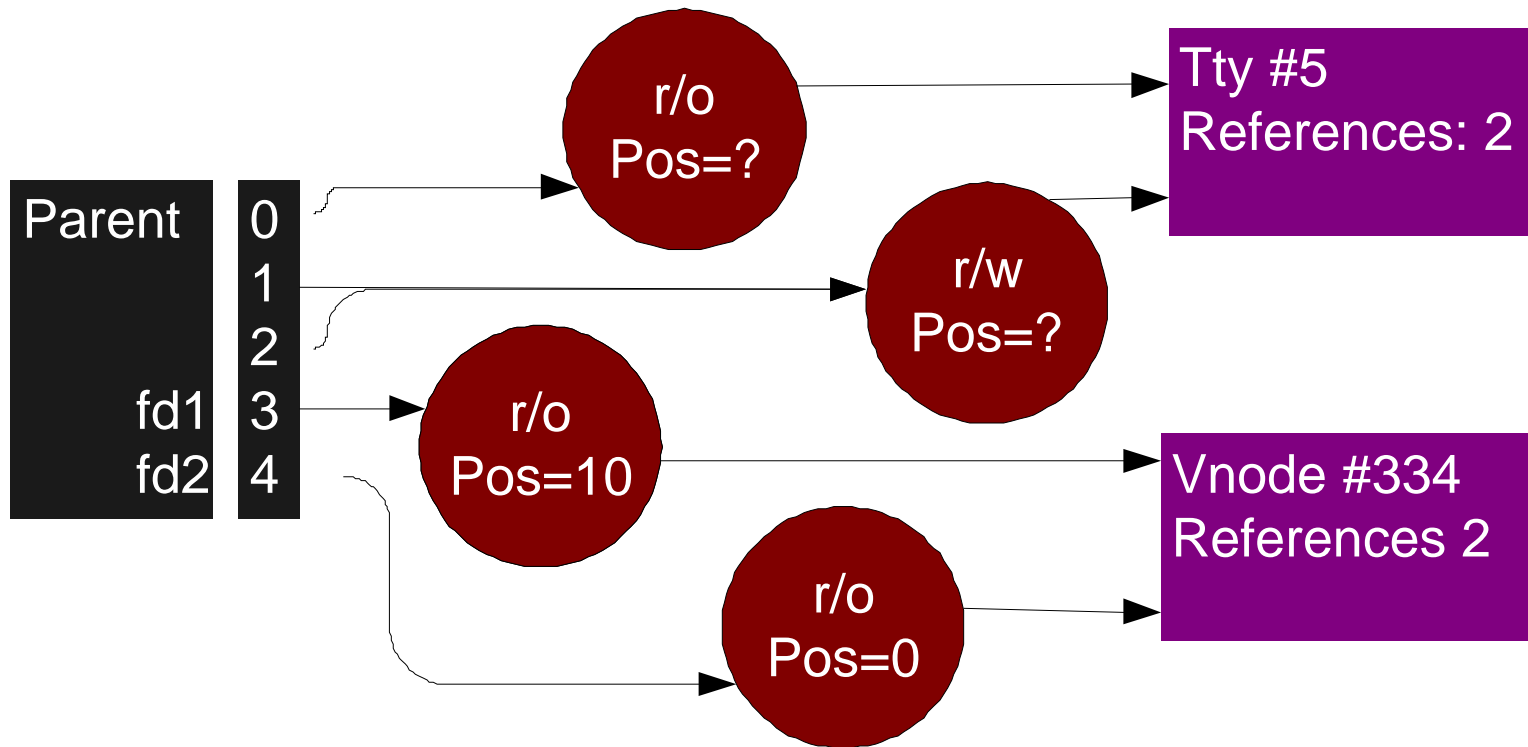 Parent
fd1
fd2
0
1
2
3
4
r/o
Pos=?
r/w
Pos=?
r/o
Pos=10
r/o
Pos=0
Tty #5
References: 2
Vnode #334
References 2